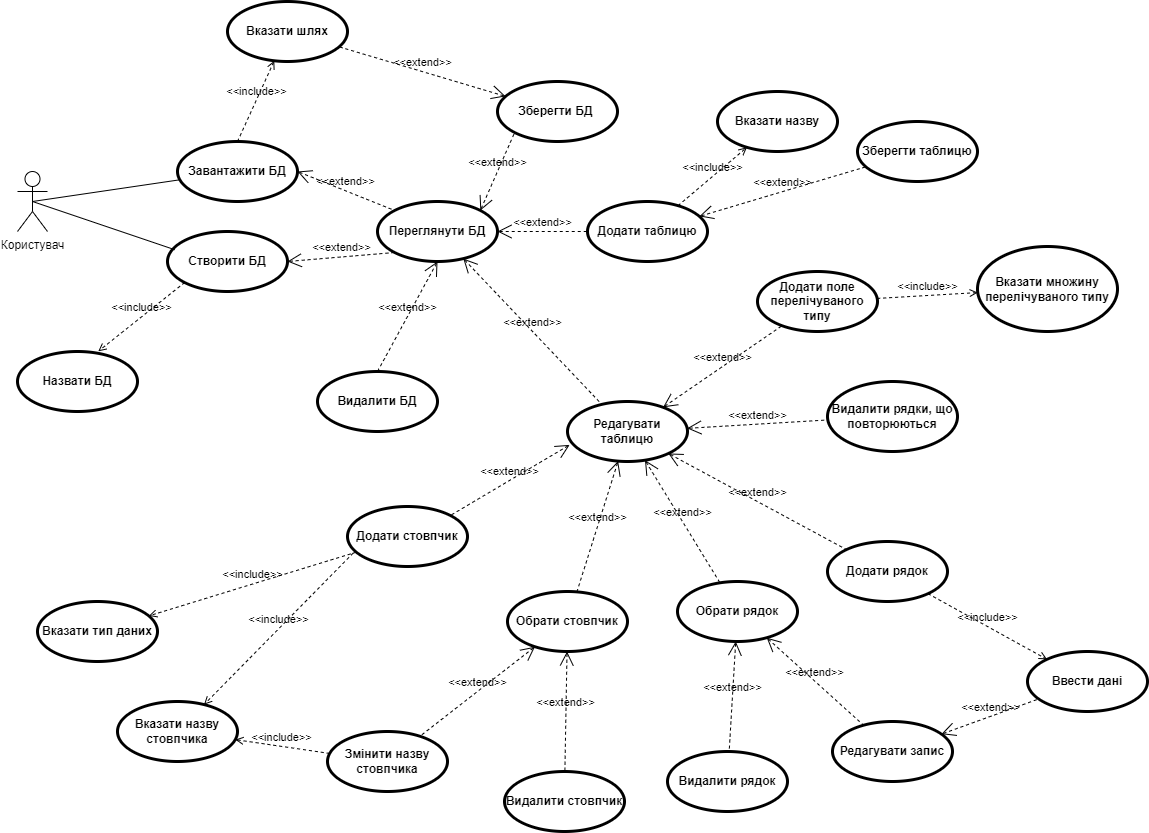 Вказати шлях
<<extend>>
<<include>>
Зберегти БД
Вказати назву
Зберегти таблицю
<<extend>>
<<include>>
<<extend>>
Завантажити БД
<<extend>>
Користувач
Переглянути БД
<<extend>>
Додати таблицю
<<extend>>
Створити БД
<<include>>
Назвати БД
<<extend>>
Видалити БД
<<extend>>
Додати поле
перелічуваного
типу
<<include>>
Вказати множину
перелічуваного типу
<<extend>>
Редагувати
таблицю
<<extend>>
Видалити рядки, що
повторюються
<<extend>>
<<extend>>
<<extend>>
<<extend>>
Додати стовпчик
Додати рядок
<<include>>
<<include>>
Вказати тип даних
Обрати стовпчик
Обрати рядок
<<include>>
Ввести дані
<<extend>>
<<extend>>
<<extend>>
<<extend>>
<<extend>>
Вказати назву
стовпчика
<<include>>
Змінити назву
стовпчика
Видалити стовпчик
Видалити рядок
Редагувати запис